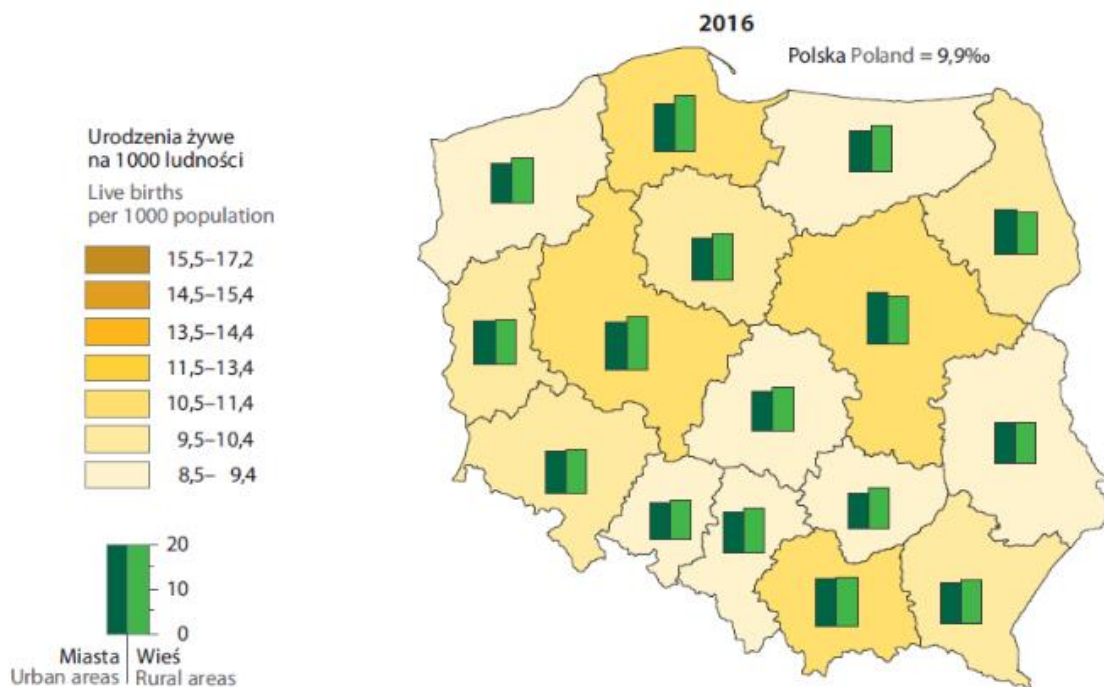 2016
Polska Poland = 9,9‰
Urodzenia żywe
na 1000 ludności
Live births
per 1000 population
15,5–17,2
14,5–15,4
13,5–14,4
11,5–13,4
10,5–11,4
9,5–10,4
8,5– 9,4
20
10
0
Miasta Wieś
Urban areas Rural areas